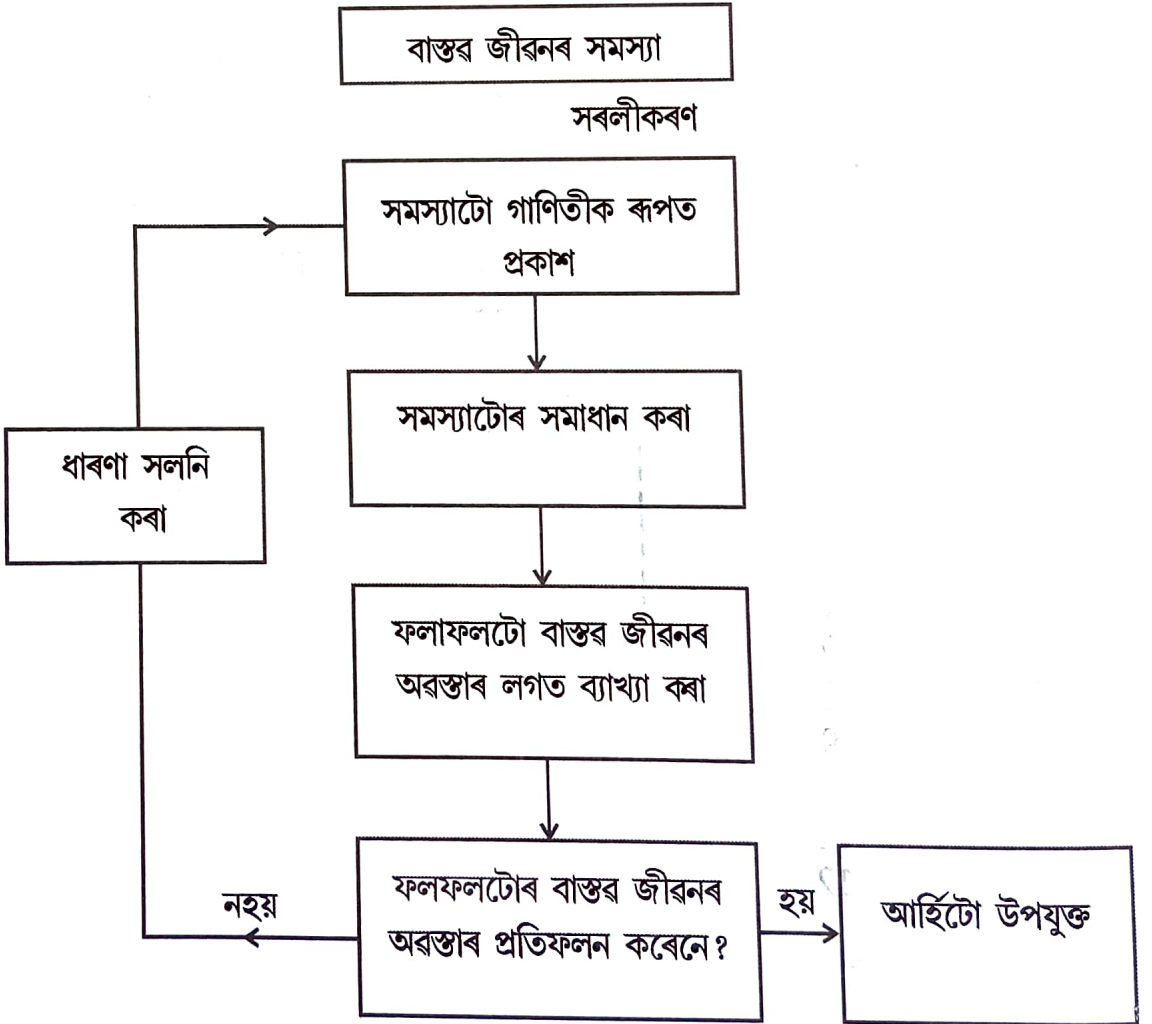 বাস্তৱ জীৱনৰ সমস্যা
সৰলীকৰণ
সমস্যাটো গাণিতীক ৰূপত
প্ৰকাশ
সমস্যাটোৰ সমাধান কৰা
ধাৰণা সলনি
কৰা
ফলাফলটো বাস্তৱ জীৱনৰ
অৱস্তাৰ লগত ব্যাখ্যা কৰা
ফলফলটোৰ বাস্তৱ জীৱনৰ
অৱস্তাৰ প্ৰতিফলন কৰেনে?
নহয়
হয়
আৰ্হিটো উপযুক্ত